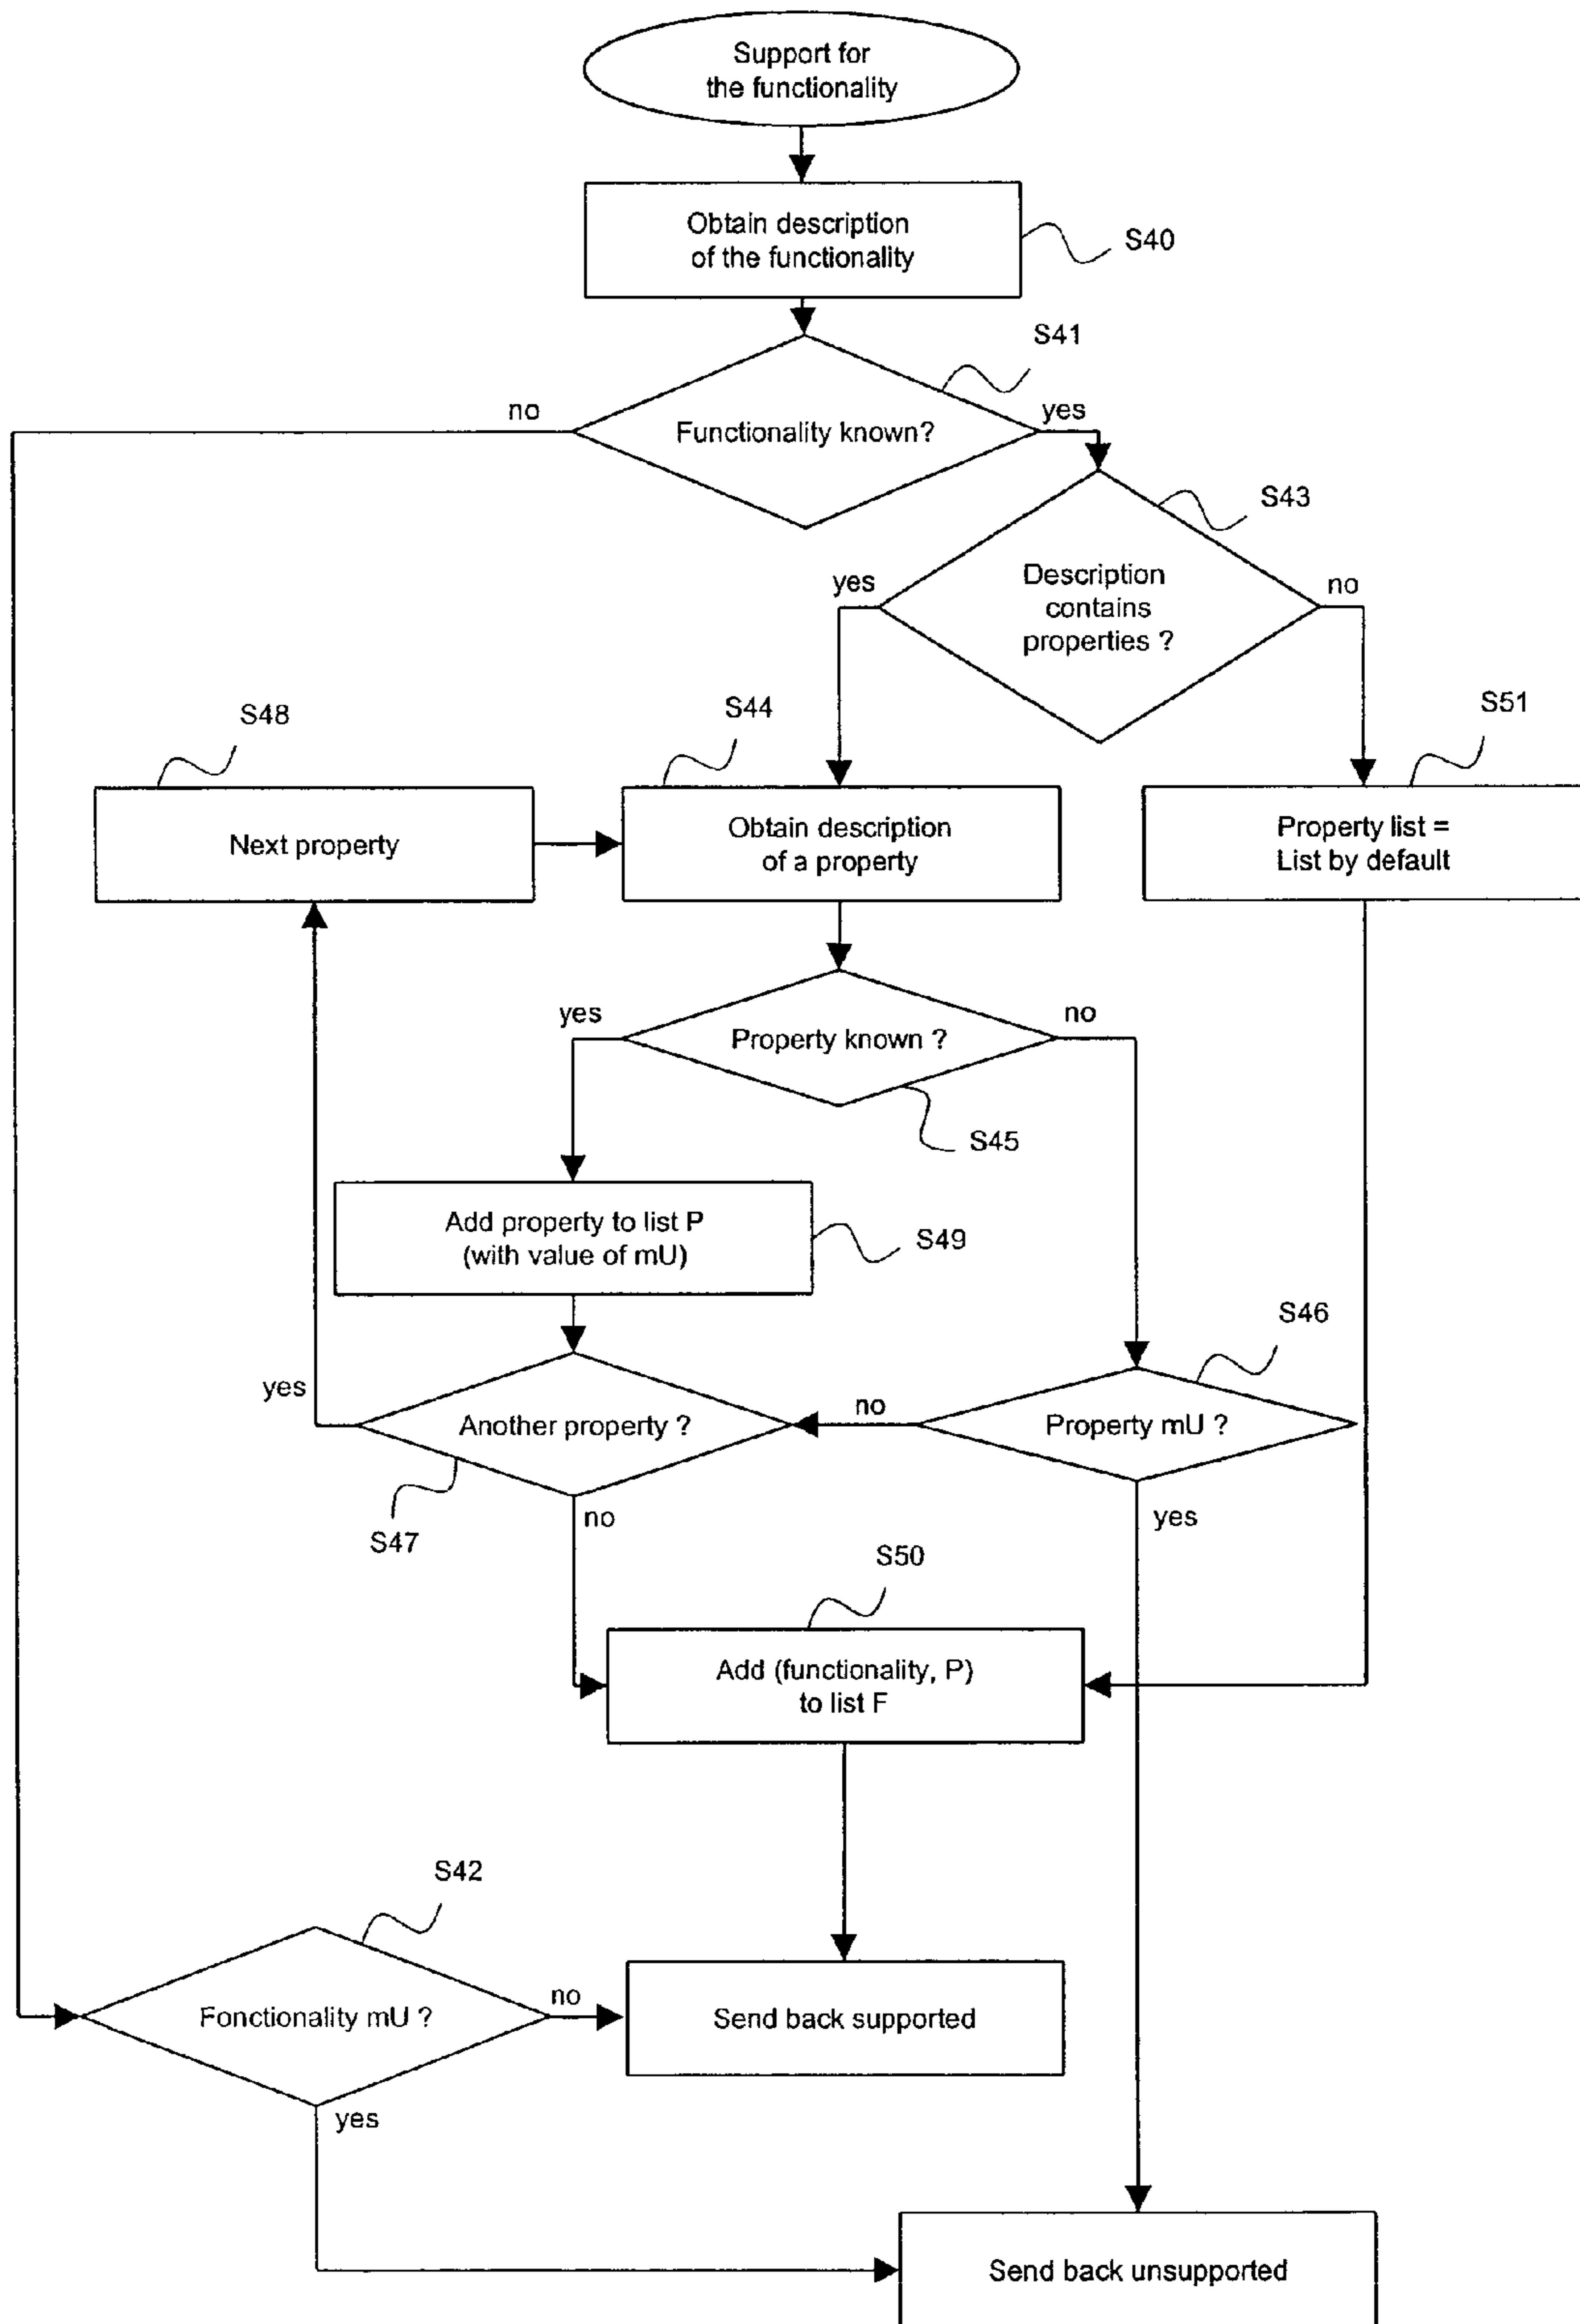 Support for
the functionality
Obtain description
of the functionality
S40
S41
no
Functionality known?
yes
S43
yes
Description
contains
properties ?
no
S48
S44
S51
Next property
Obtain description
of a property
Property list =
List by default
yes
Property known ?
no
S45
Add property to list P
(with value of mU)
S49
S46
yes
Another property ?
no
Property mU ?
S47
no
yes
S50
Add (functionality, P)
to list F
S42
Fonctionality mU ?
no
Send back supported
yes
Send back unsupported